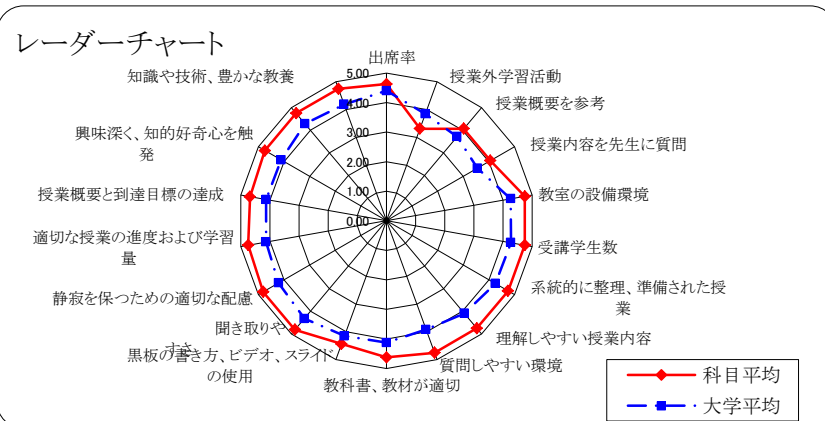 レーダーチャート
出席率
授業外学習活動
授業概要を参考
授業内容を先生に質問
教室の設備環境
受講学生数
系統的に整理、準備された授
業
理解しやすい授業内容
質問しやすい環境
教科書、教材が適切
黒板の書き方、ビデオ、スライド
の使用
聞き取りや
すさ
静寂を保つための適切な配慮
適切な授業の進度および学習
量
授業概要と到達目標の達成
興味深く、知的好奇心を触
発
知識や技術、豊かな教養
5.00
4.00
3.00
2.00
1.00
0.00
科目平均
大学平均